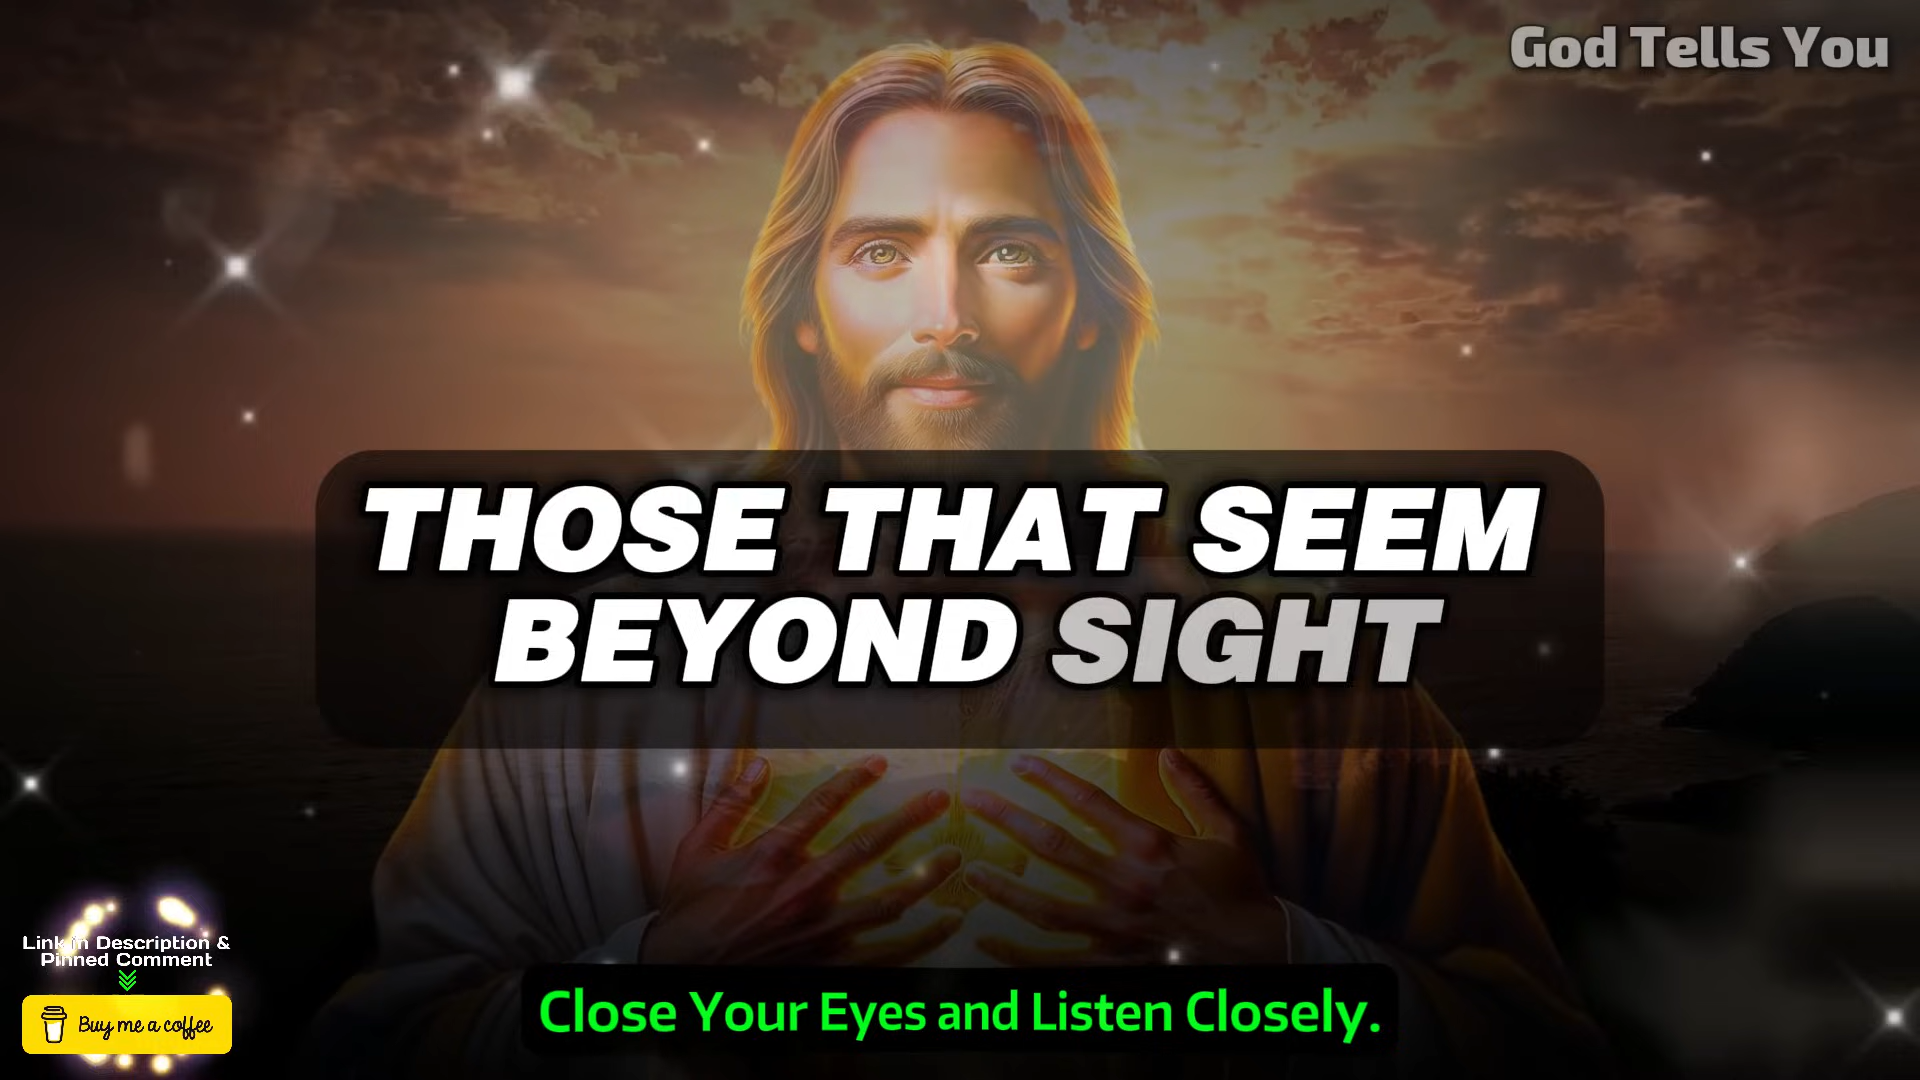 God Tells You
THOSE THAT SEEM
BEYOND SIGHT
Link in Description &
Pinned Comment
Buy me a coffee
Close Your Eyes and Listen Closely.